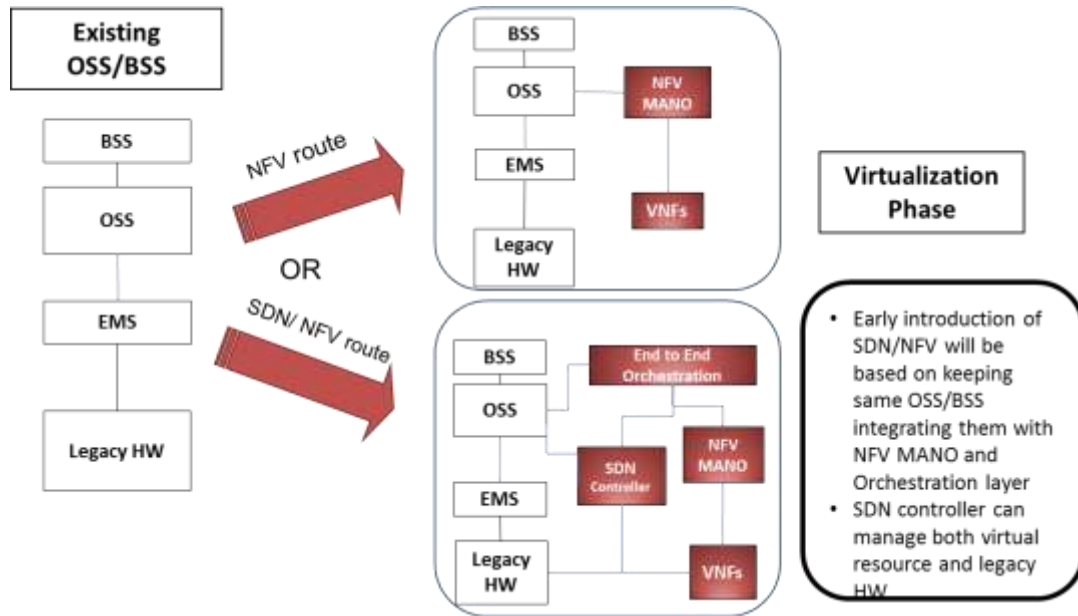 Existing
OSS/BSS
BSS
OSS
EMS
Legacy HW
NFV route
OR
SDN/ NFV route
BSS
OSS
NFV
MANO
EMS
VNFs
Legacy
HW
BSS
End to End
Orchestration
OSS
NFV
MANO
SDN
Controller
EMS
Legacy
HW
VNFs
Virtualization
Phase
• Early introduction of
SDN/NFV will be
based on keeping
same OSS/BSS
integrating them with
NFV MANO and
Orchestration layer
• SDN controller can
manage both virtual
resource and legacy
HW